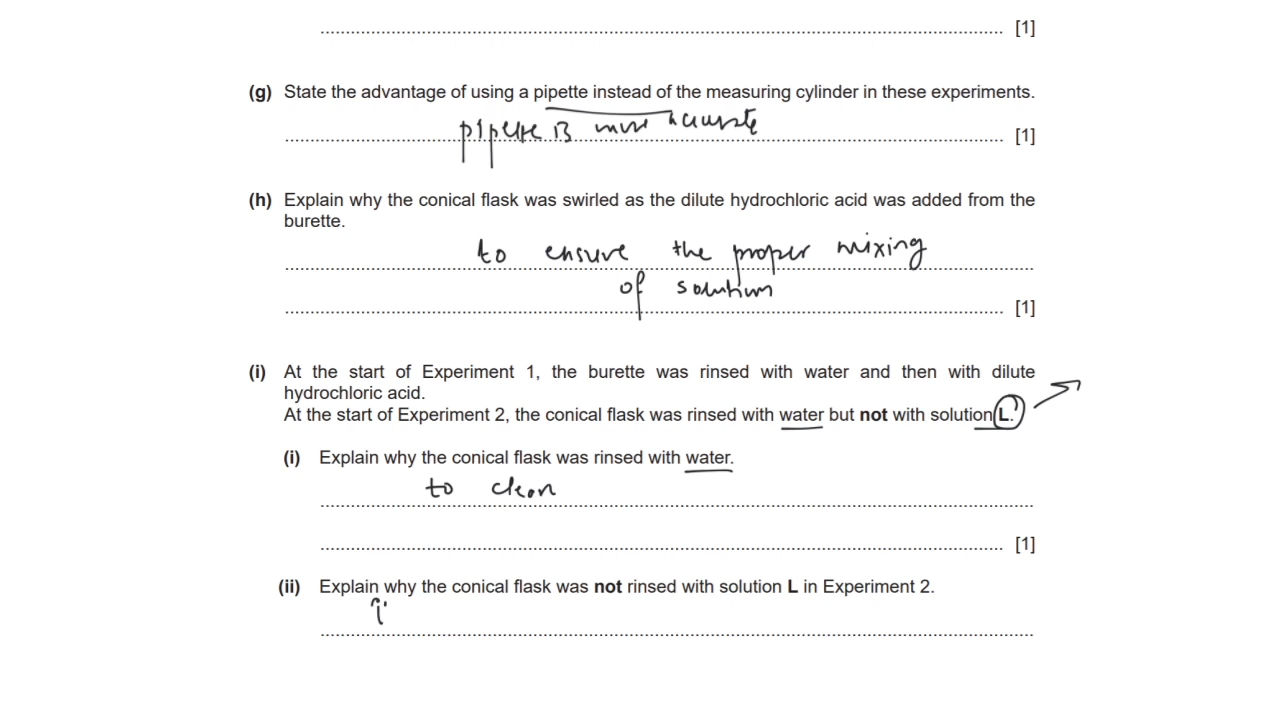 [1]
(g) State the advantage of using a pipette instead of the measuring cylinder in these experiments.
pipette is more accurate
[1]
(h) Explain why the conical flask was swirled as the dilute hydrochloric acid was added from the
burette.
to ensure the proper mixing
of solution
[1]
(i) At the start of Experiment 1, the burette was rinsed with water and then with dilute
hydrochloric acid.
At the start of Experiment 2, the conical flask was rinsed with water but not with solution L.
(i) Explain why the conical flask was rinsed with water.
to clean
[1]
(ii) Explain why the conical flask was not rinsed with solution L in Experiment 2.